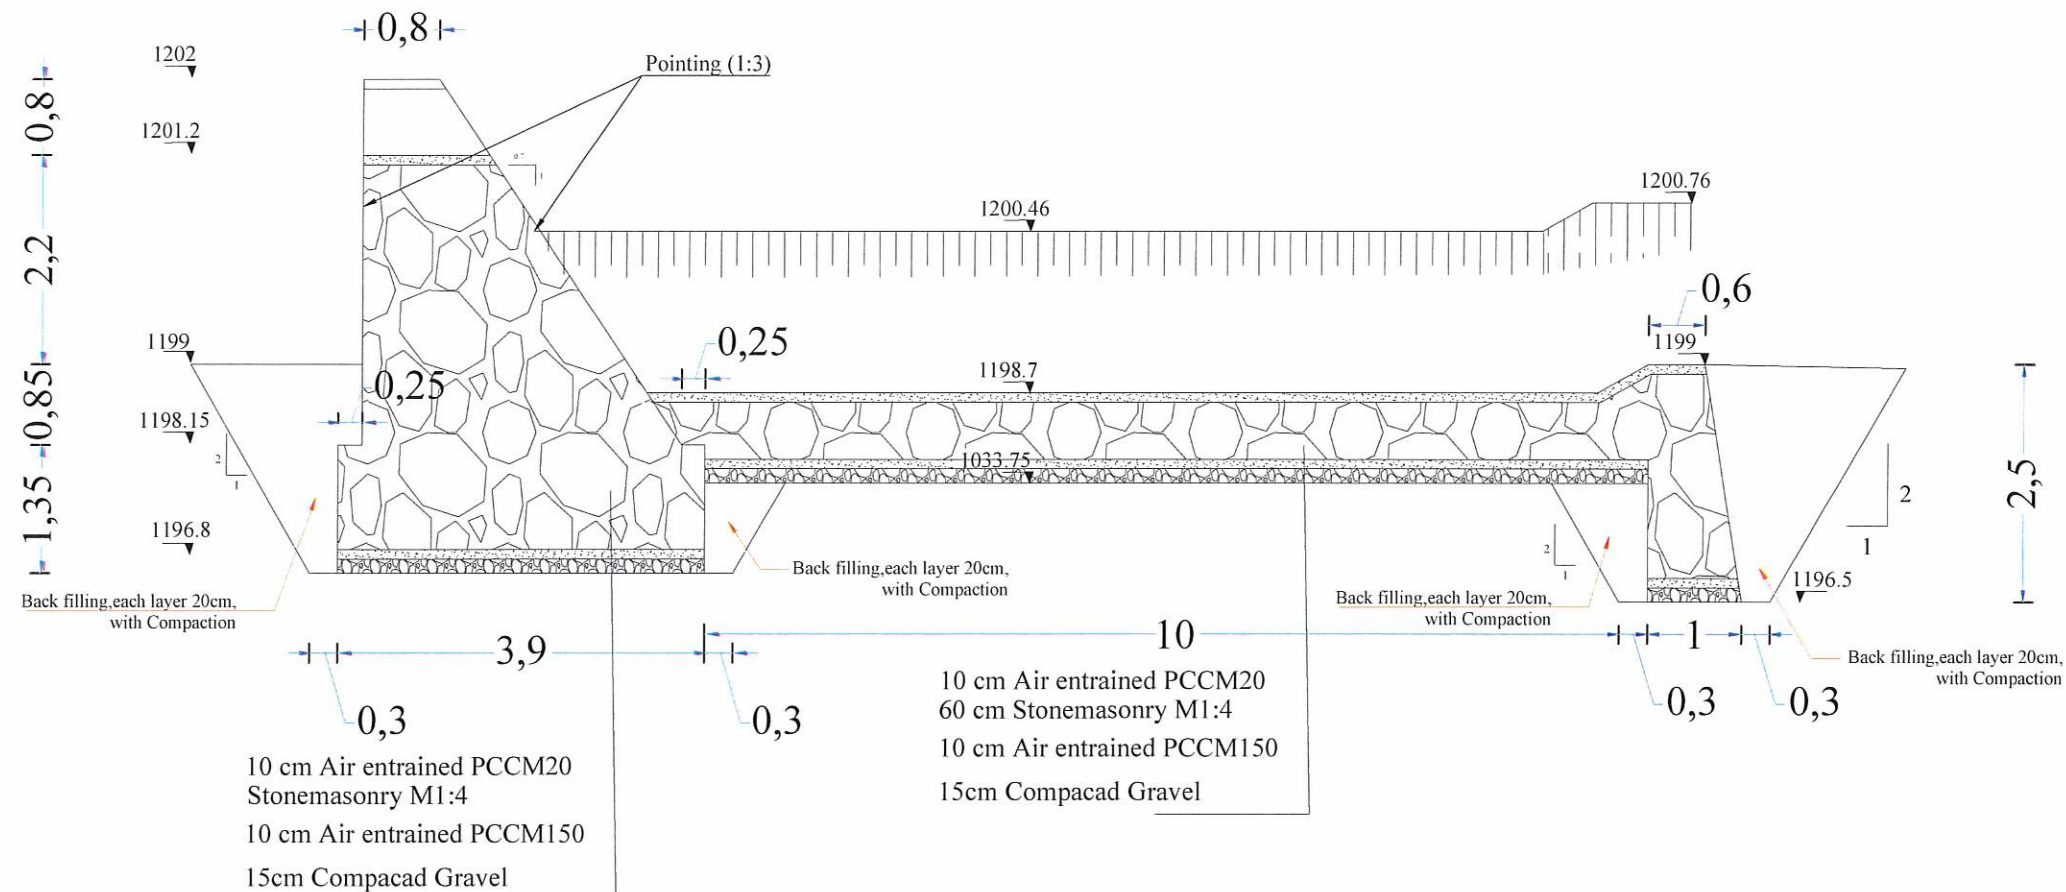 0,8
1202
Pointing (1:3)
0,8
1201.2
0.7
1
1200.76
1200.46
2,2
0,6
1199
0,25
1199
1198.7
0,25
0,85
1198.15
2
1
1033.75
2,5
2
1
1,35
1196.8
2
1
1196.5
Back filling,each layer 20cm,
with Compaction
Back filling,each layer 20cm,
with Compaction
Back filling,each layer 20cm,
with Compaction
Back filling,each layer 20cm,
with Compaction
3,9
10
1
0,3
0,3
0,3
0,3
10 cm Air entrained PCCM20
60 cm Stonemasonry M1:4
10 cm Air entrained PCCM150
15cm Compacad Gravel
10 cm Air entrained PCCM20
Stonemasonry M1:4
10 cm Air entrained PCCM150
15cm Compacad Gravel